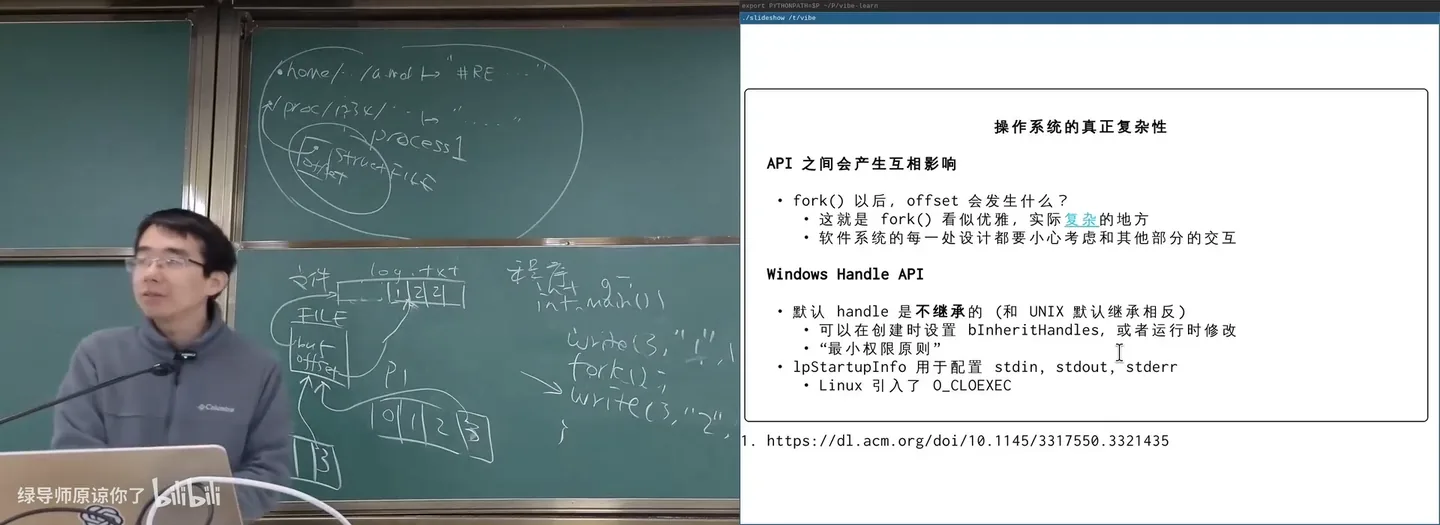 home/../a.md ↦ "#RE ...."
/proc/1234/... ↦ "......"
process1
offset
struct FILE
文件
log.txt
1 2 2
FILE
offset
P1
0 1 2 3
3
程序
int main()
write(3, "1", 1
fork();
write(3, "2",
}
Columbia
绿导师原谅你了 bilibili
export PYTHONPATH=$P ~/P/vibe-learn
./slideshow /t/vibe
操作系统的真正复杂性
API 之间会产生互相影响
• fork() 以后, offset 会发生什么？
• 这就是 fork() 看似优雅, 实际复杂的地方
• 软件系统的每一处设计都要小心考虑和其他部分的交互
Windows Handle API
• 默认 handle 是不继承的 (和 UNIX 默认继承相反)
• 可以在创建时设置 bInheritHandles, 或者运行时修改
• “最小权限原则”
• lpStartupInfo 用于配置 stdin, stdout, stderr
• Linux 引入了 O_CLOEXEC
1. https://dl.acm.org/doi/10.1145/3317550.3321435